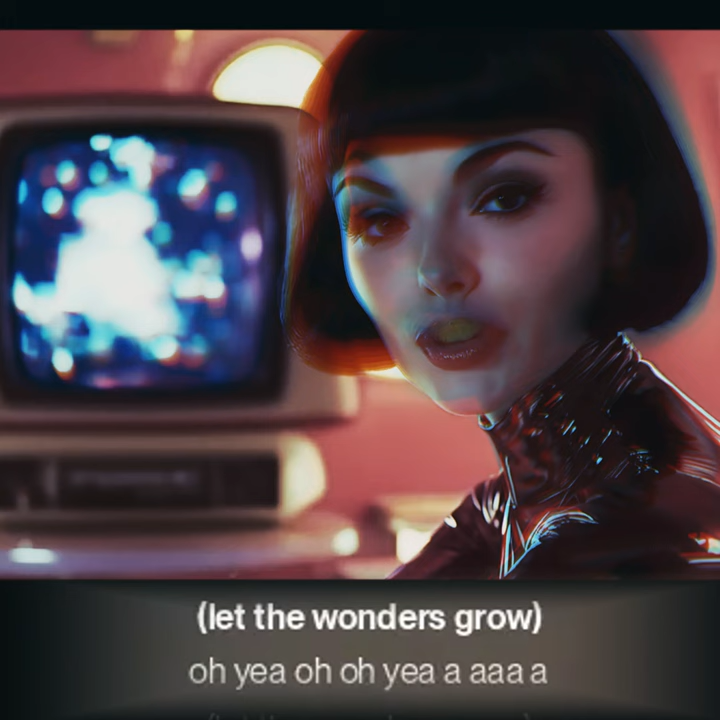 (let the wonders grow)
oh yea oh oh yea a aaa a